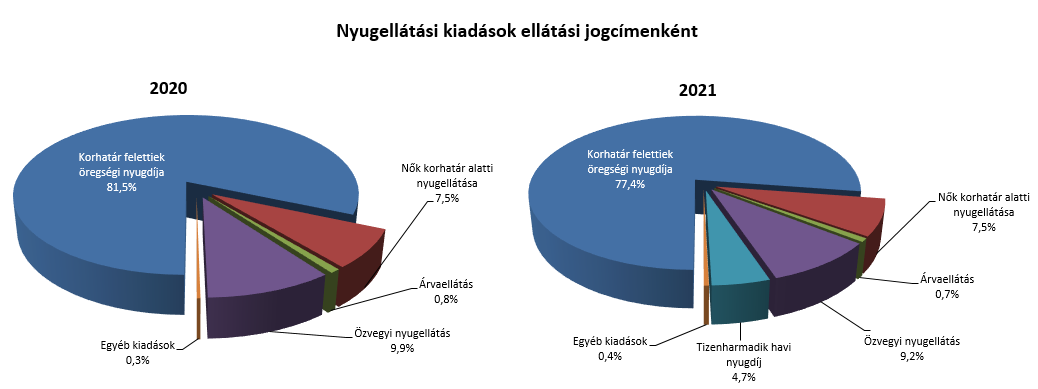 Nyugellátási kiadások ellátási jogcímenként
2020
Korhatár felettiek
öregségi nyugdíja
81,5%
Nők korhatár alatti
nyugellátása
7,5%
Árvaellátás
0,8%
Özvegyi nyugellátás
9,9%
Egyéb kiadások
0,3%
2021
Korhatár felettiek
öregségi nyugdíja
77,4%
Nők korhatár alatti
nyugellátása
7,5%
Árvaellátás
0,7%
Özvegyi nyugellátás
9,2%
Tizenharmadik havi
nyugdíj
4,7%
Egyéb kiadások
0,4%